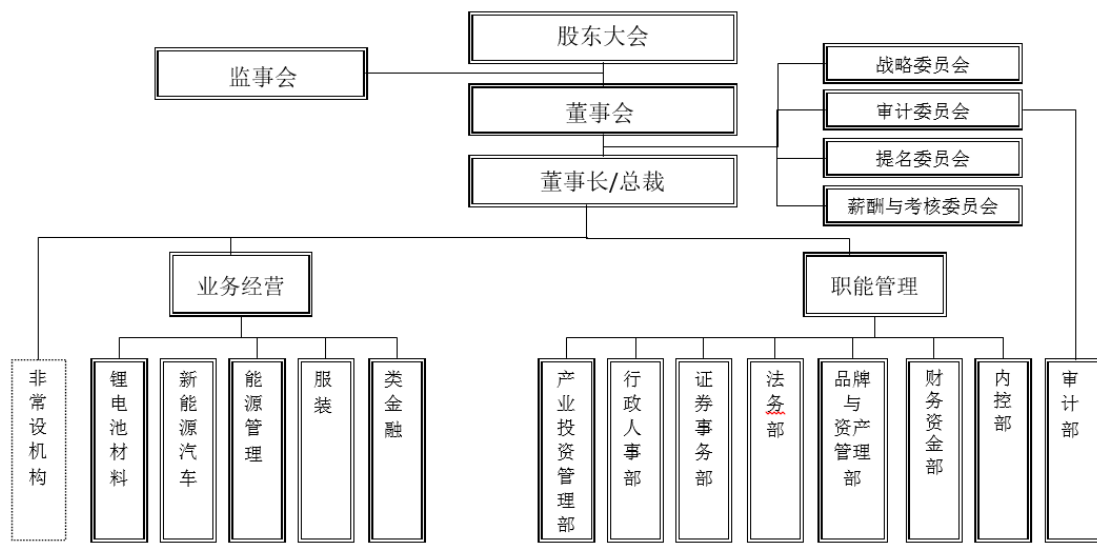 股东大会
监事会
董事会
董事长/总裁
战略委员会
审计委员会
提名委员会
薪酬与考核委员会
业务经营
职能管理
非常设机构
锂电池材料
新能源汽车
能源管理
服装
类金融
产业投资管理部
行政人事部
证券事务部
法务部
品牌
与
资产
管理
部
财务资金部
内控部
审计部